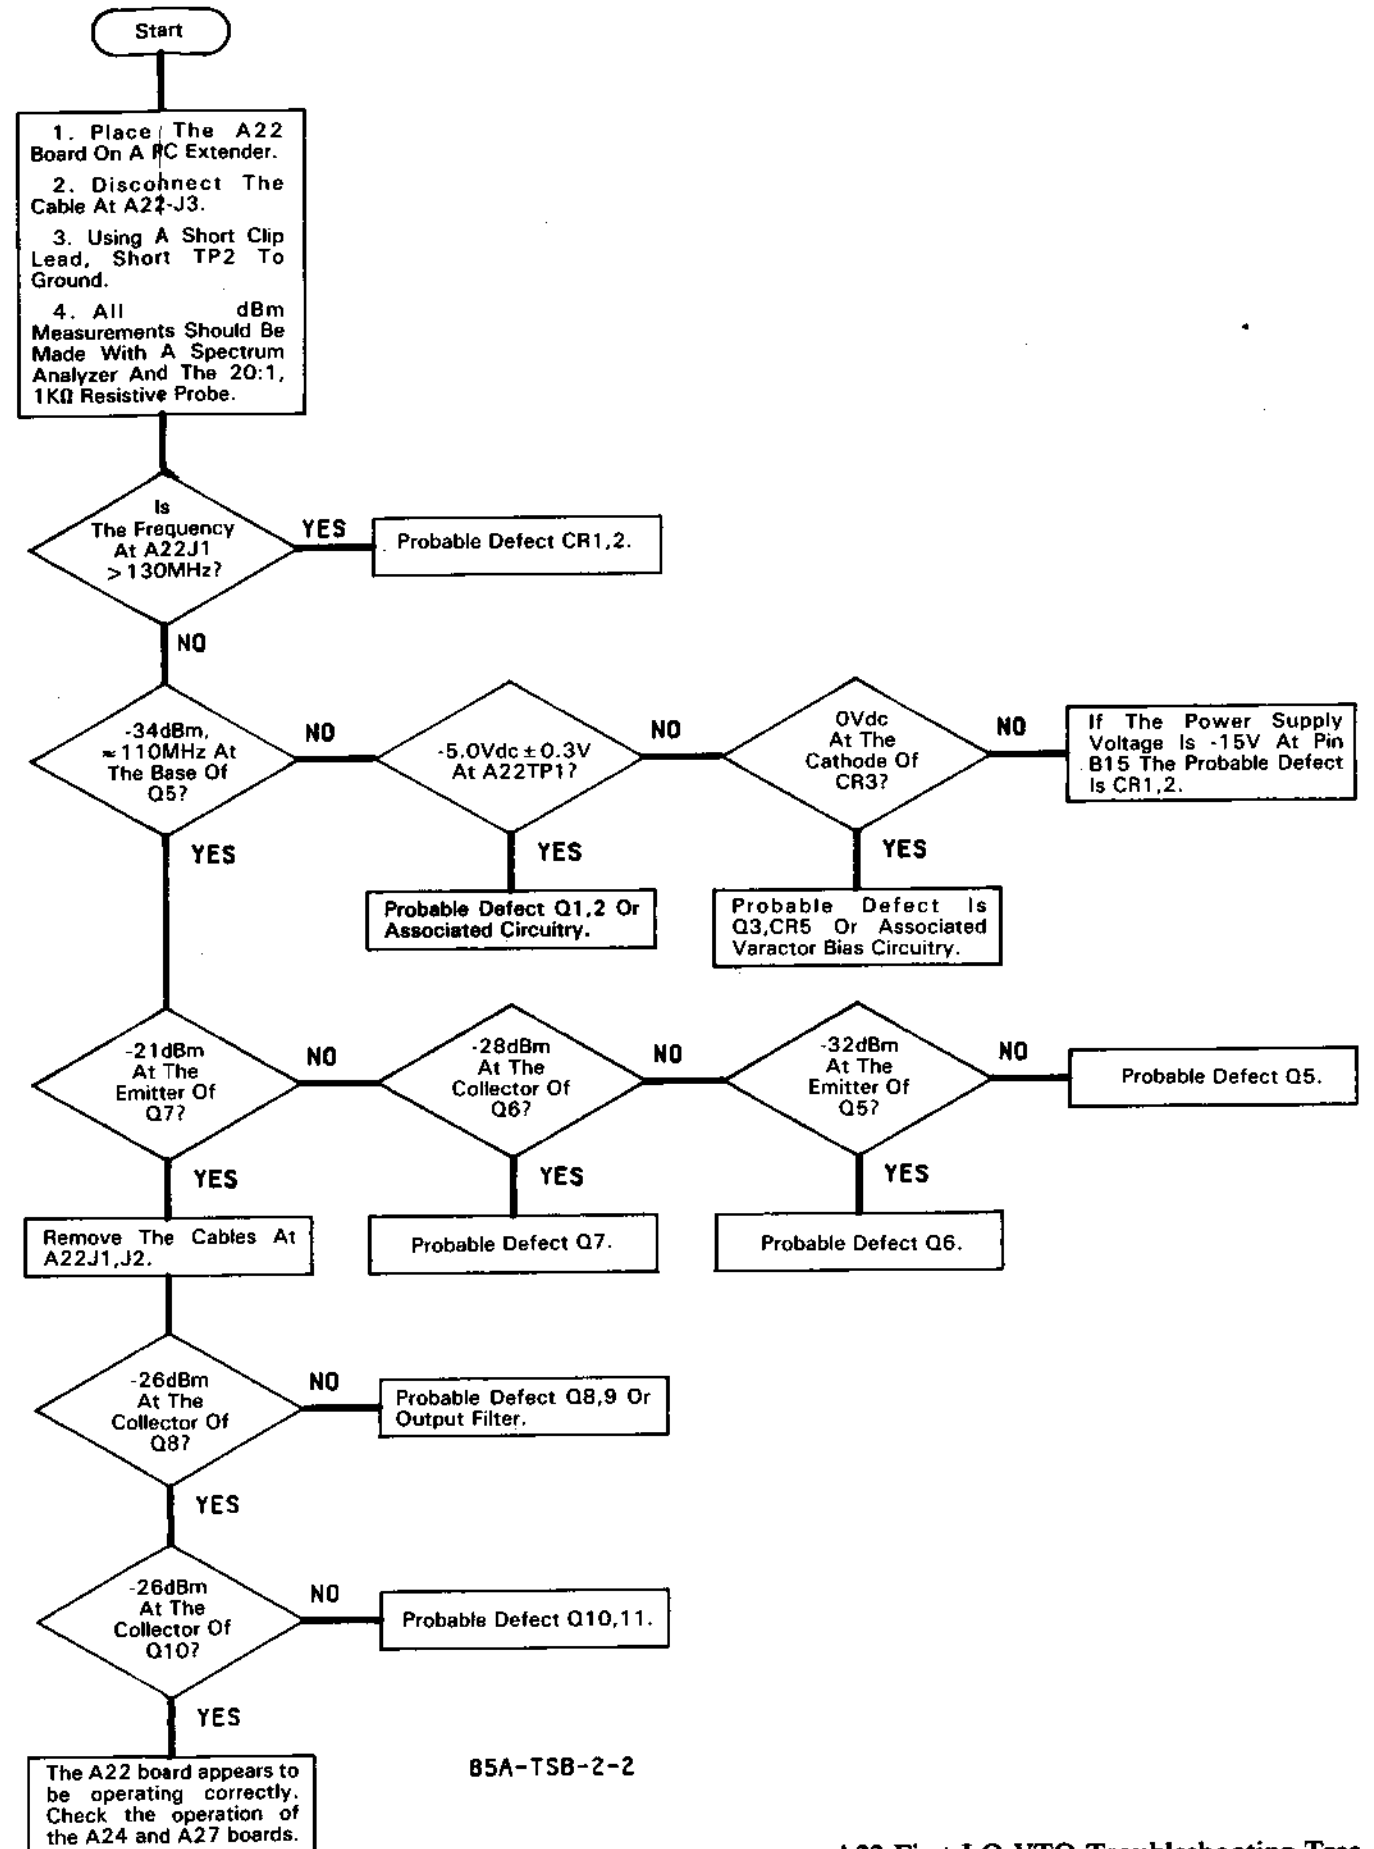 Start
1. Place The A22
Board On A PC Extender.
2. Disconnect The
Cable At A22-J3.
3. Using A Short Clip
Lead, Short TP2 To
Ground.
4. All dBm
Measurements Should Be
Made With A Spectrum
Analyzer And The 20:1,
1KΩ Resistive Probe.
Is
The Frequency
At A22J1
>130MHz?
YES
Probable Defect CR1,2.
NO
-34dBm,
≈110MHz At
The Base Of
Q5?
NO
-5.0Vdc ± 0.3V
At A22TP1?
NO
0Vdc
At The
Cathode Of
CR3?
NO
If The Power Supply
Voltage Is -15V At Pin
B15 The Probable Defect
Is CR1,2.
YES
YES
YES
Probable Defect Q1,2 Or
Associated Circuitry.
Probable Defect Is
Q3,CR5 Or Associated
Varactor Bias Circuitry.
-21dBm
At The
Emitter Of
Q7?
NO
-28dBm
At The
Collector Of
Q6?
NO
-32dBm
At The
Emitter Of
Q5?
NO
Probable Defect Q5.
YES
YES
YES
Remove The Cables At
A22J1,J2.
Probable Defect Q7.
Probable Defect Q6.
-26dBm
At The
Collector Of
Q8?
NO
Probable Defect Q8,9 Or
Output Filter.
YES
-26dBm
At The
Collector Of
Q10?
NO
Probable Defect Q10,11.
YES
The A22 board appears to
be operating correctly.
Check the operation of
the A24 and A27 boards.
85A-TSB-2-2
A22 First LO VTO Troubleshooting Tree